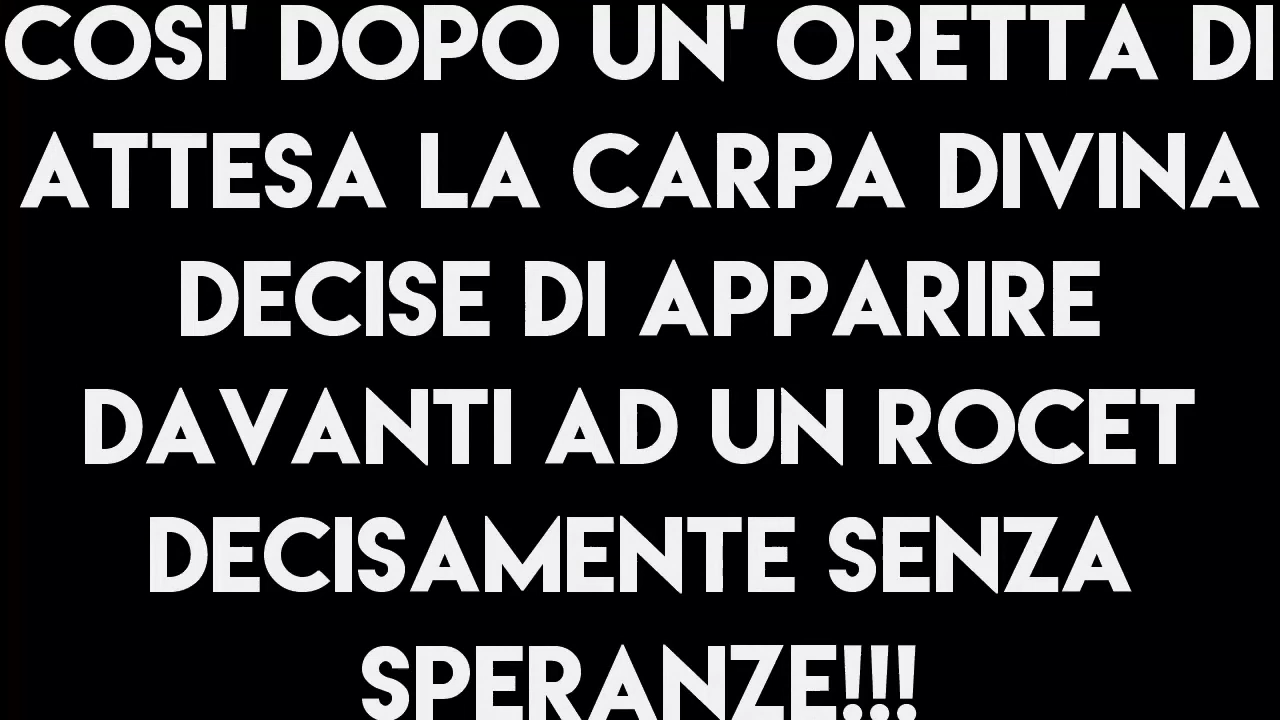 COSI' DOPO UN' ORETTA DI
ATTESA LA CARPA DIVINA
DECISE DI APPARIRE
DAVANTI AD UN ROCET
DECISAMENTE SENZA
SPERANZE!!!